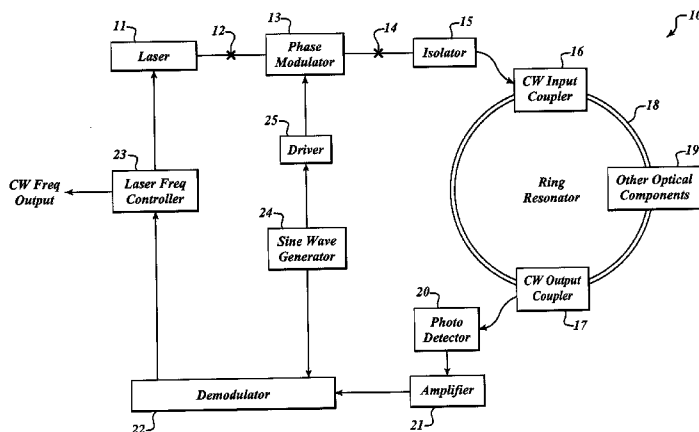 10
11
12
13
14
15
Laser
Phase
Modulator
Isolator
16
CW Input
Coupler
25
18
Driver
23
19
CW Freq
Output
Laser Freq
Controller
Ring
Resonator
Other Optical
Components
24
Sine Wave
Generator
20
CW Output
Coupler
17
Photo
Detector
Demodulator
Amplifier
22
21